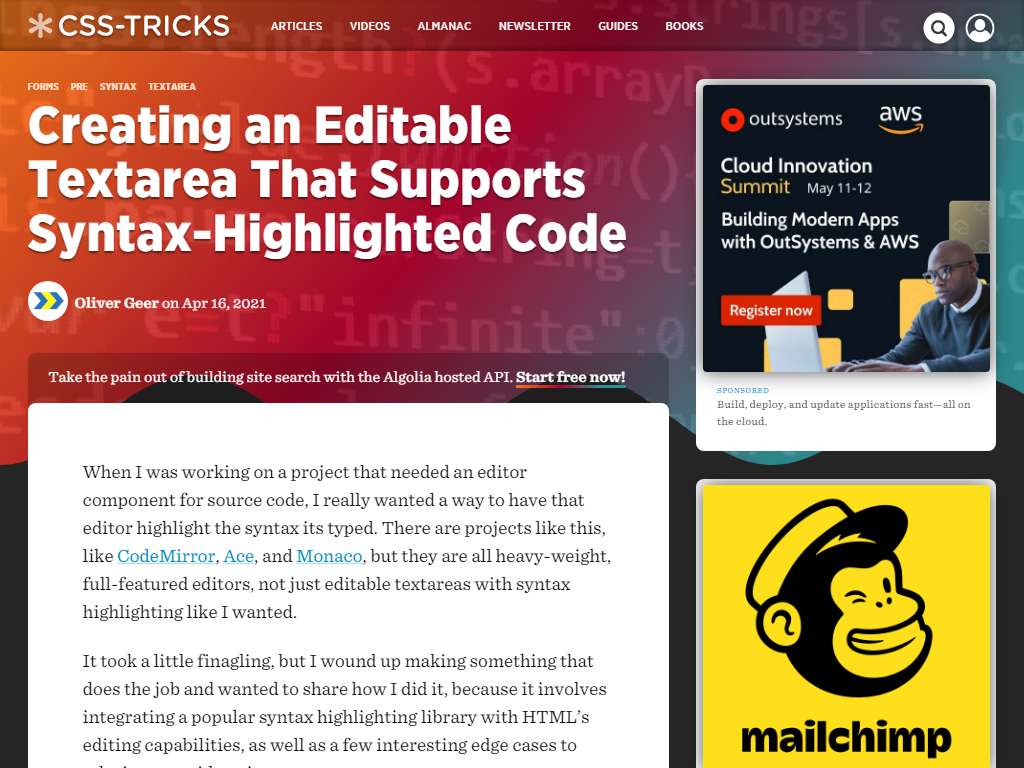 CSS-TRICKS
ARTICLES VIDEOS ALMANAC NEWSLETTER GUIDES BOOKS
FORMS PRE SYNTAX TEXTAREA
Creating an Editable
Textarea That Supports
Syntax-Highlighted Code
Oliver Geer on Apr 16, 2021
Take the pain out of building site search with the Algolia hosted API. Start free now!
When I was working on a project that needed an editor
component for source code, I really wanted a way to have that
editor highlight the syntax its typed. There are projects like this,
like CodeMirror, Ace, and Monaco, but they are all heavy-weight,
full-featured editors, not just editable textareas with syntax
highlighting like I wanted.
It took a little finagling, but I wound up making something that
does the job and wanted to share how I did it, because it involves
integrating a popular syntax highlighting library with HTML’s
editing capabilities, as well as a few interesting edge cases to
outsystems aws
Cloud Innovation
Summit May 11-12
Building Modern Apps
with OutSystems & AWS
Register now
SPONSORED
Build, deploy, and update applications fast—all on
the cloud.
mailchimp